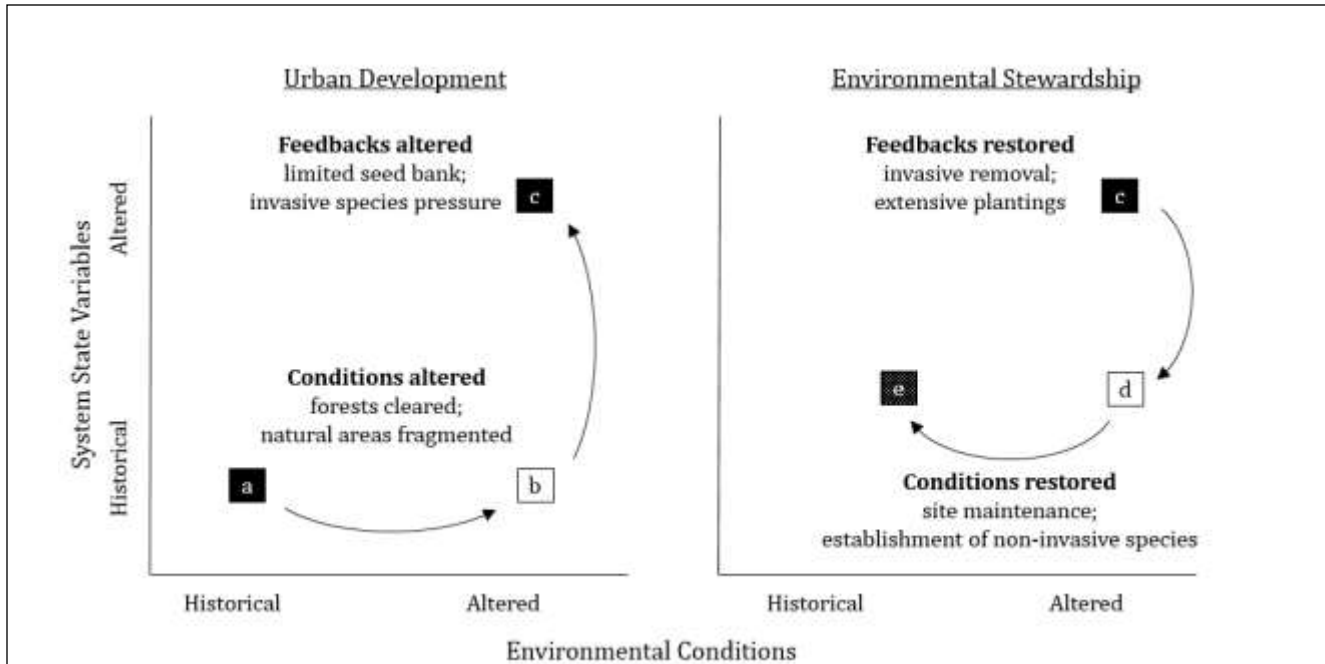 Urban Development
Environmental Stewardship
System State Variables
Altered
Historical
Feedbacks altered
limited seed bank;
invasive species pressure
c
Conditions altered
forests cleared;
natural areas fragmented
a
b
Feedbacks restored
invasive removal;
extensive plantings
c
e
d
Conditions restored
site maintenance;
establishment of non-invasive species
Historical
Altered
Historical
Altered
Environmental Conditions